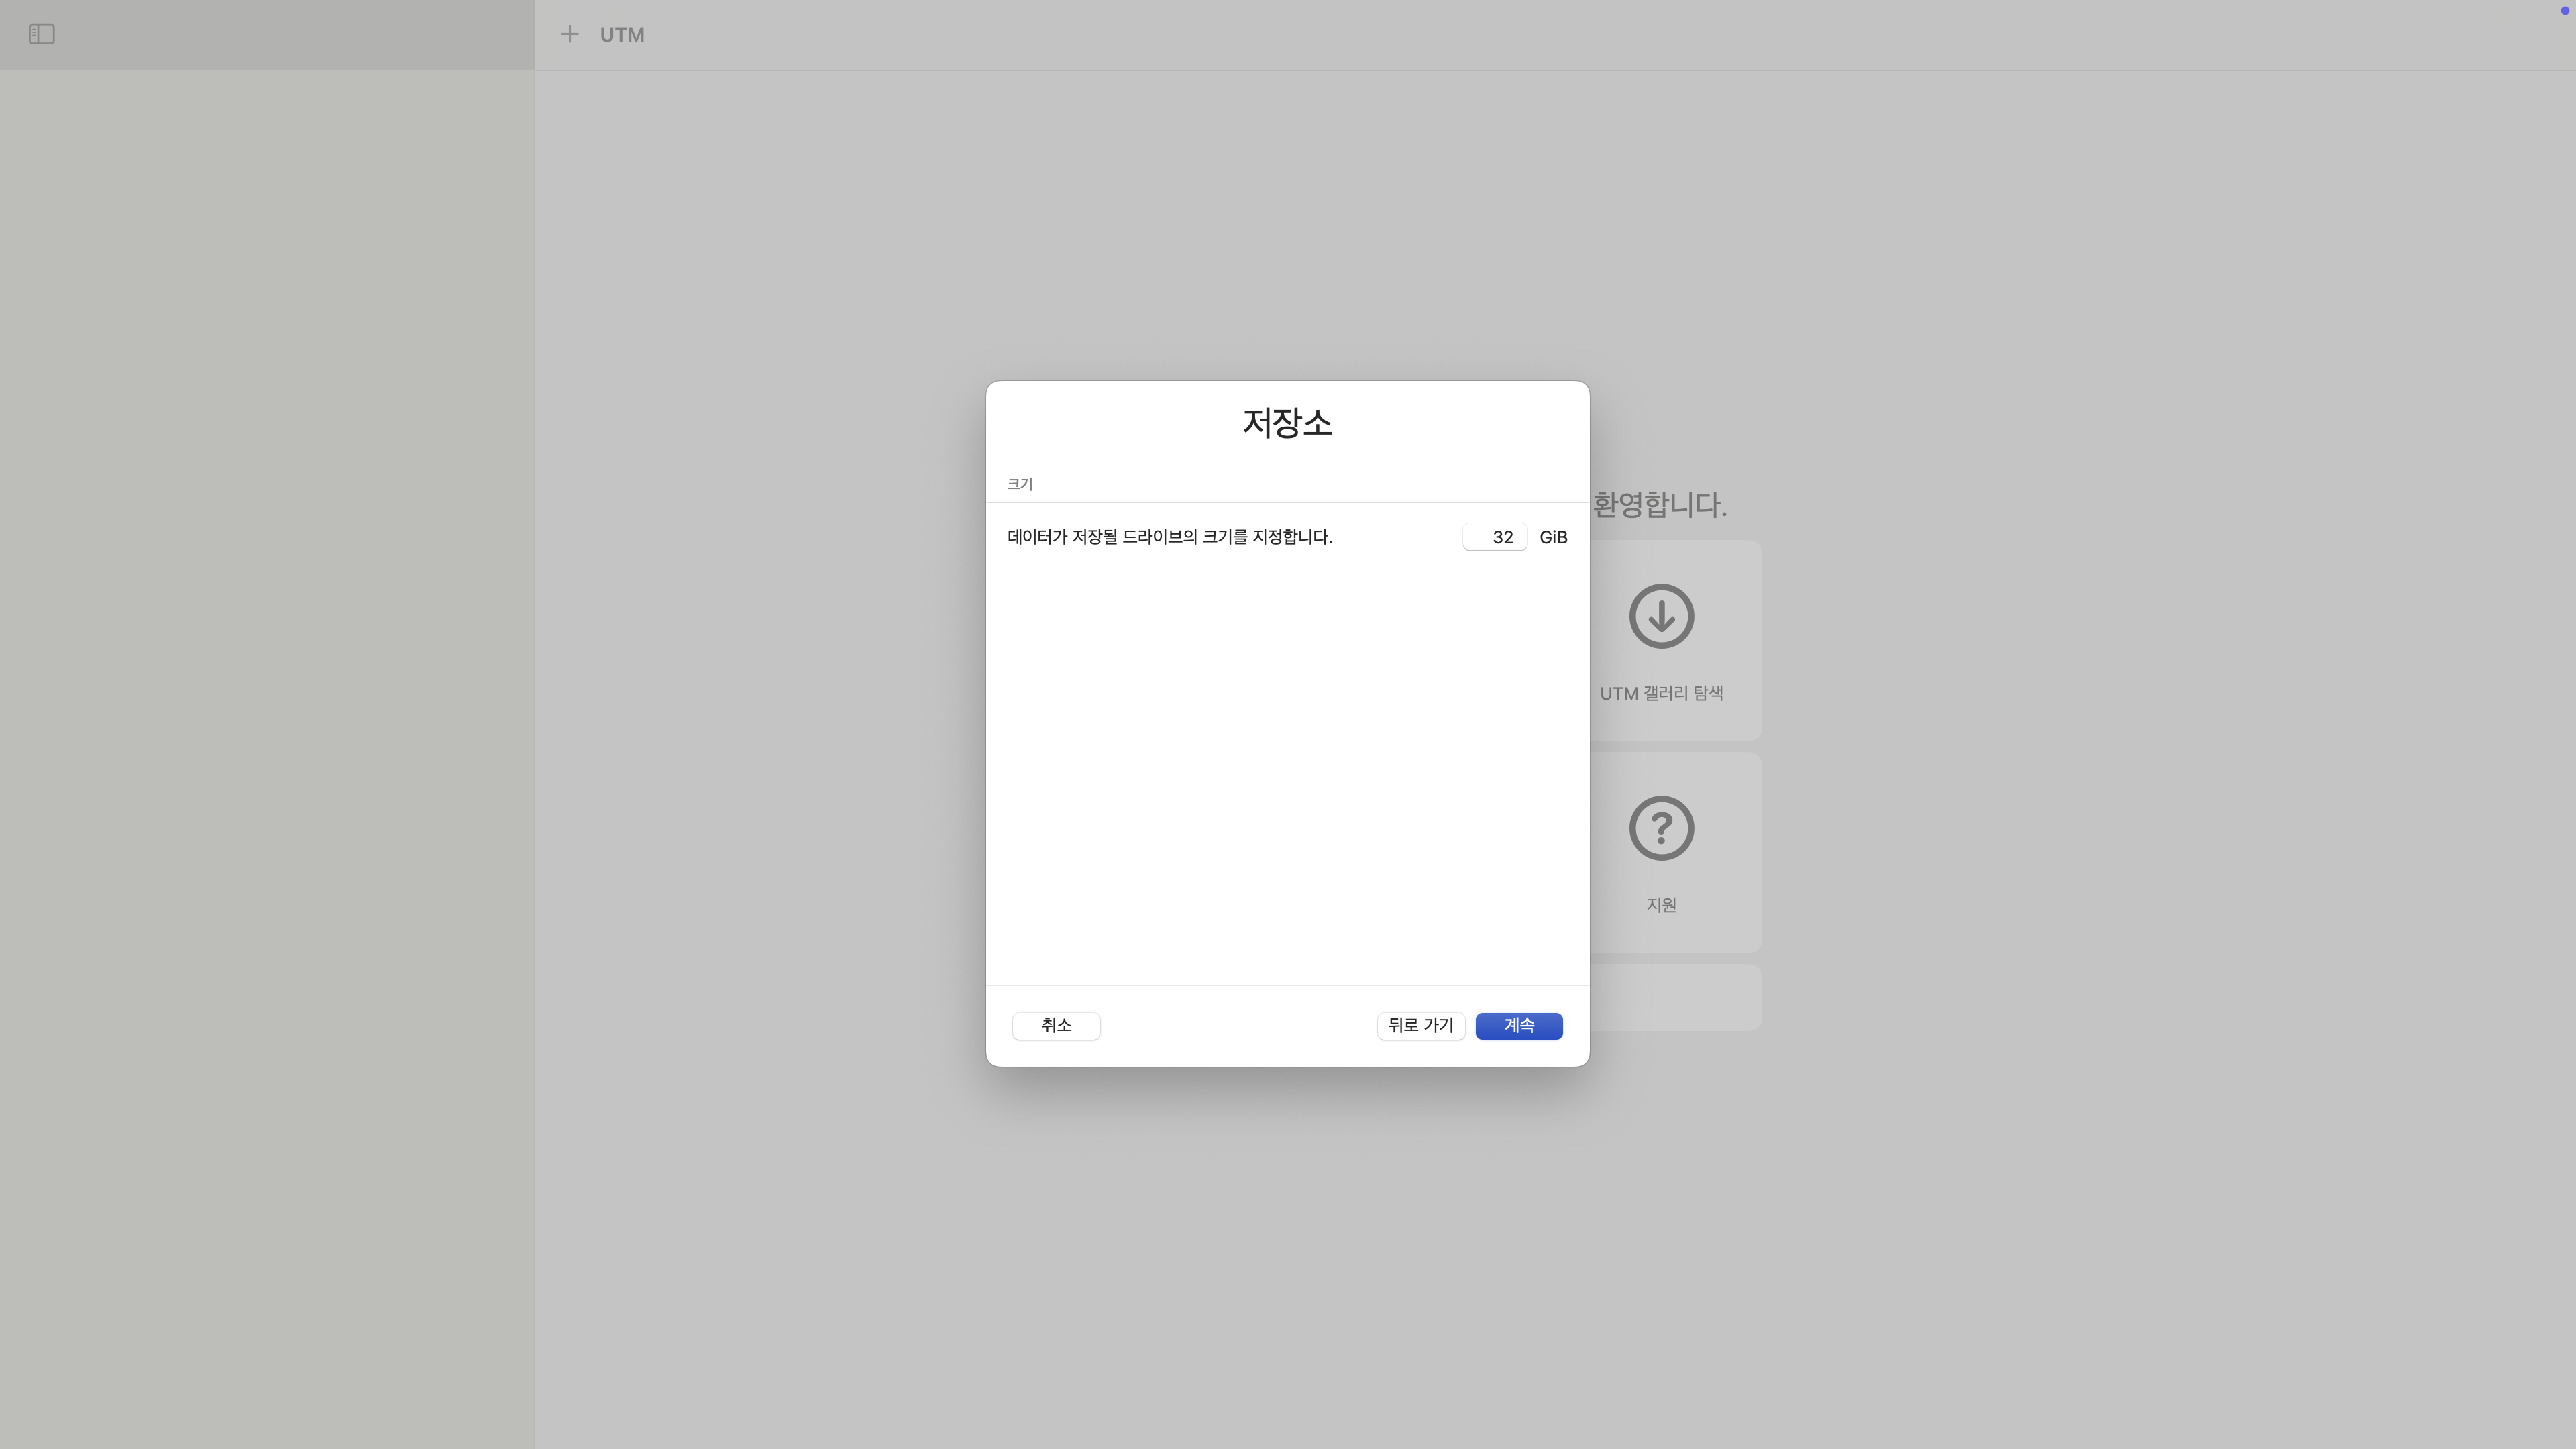 UTM
저장소
크기
데이터가 저장될 드라이브의 크기를 지정합니다. 32 GiB
환영합니다.
UTM 갤러리 탐색
지원
취소 뒤로 가기 계속